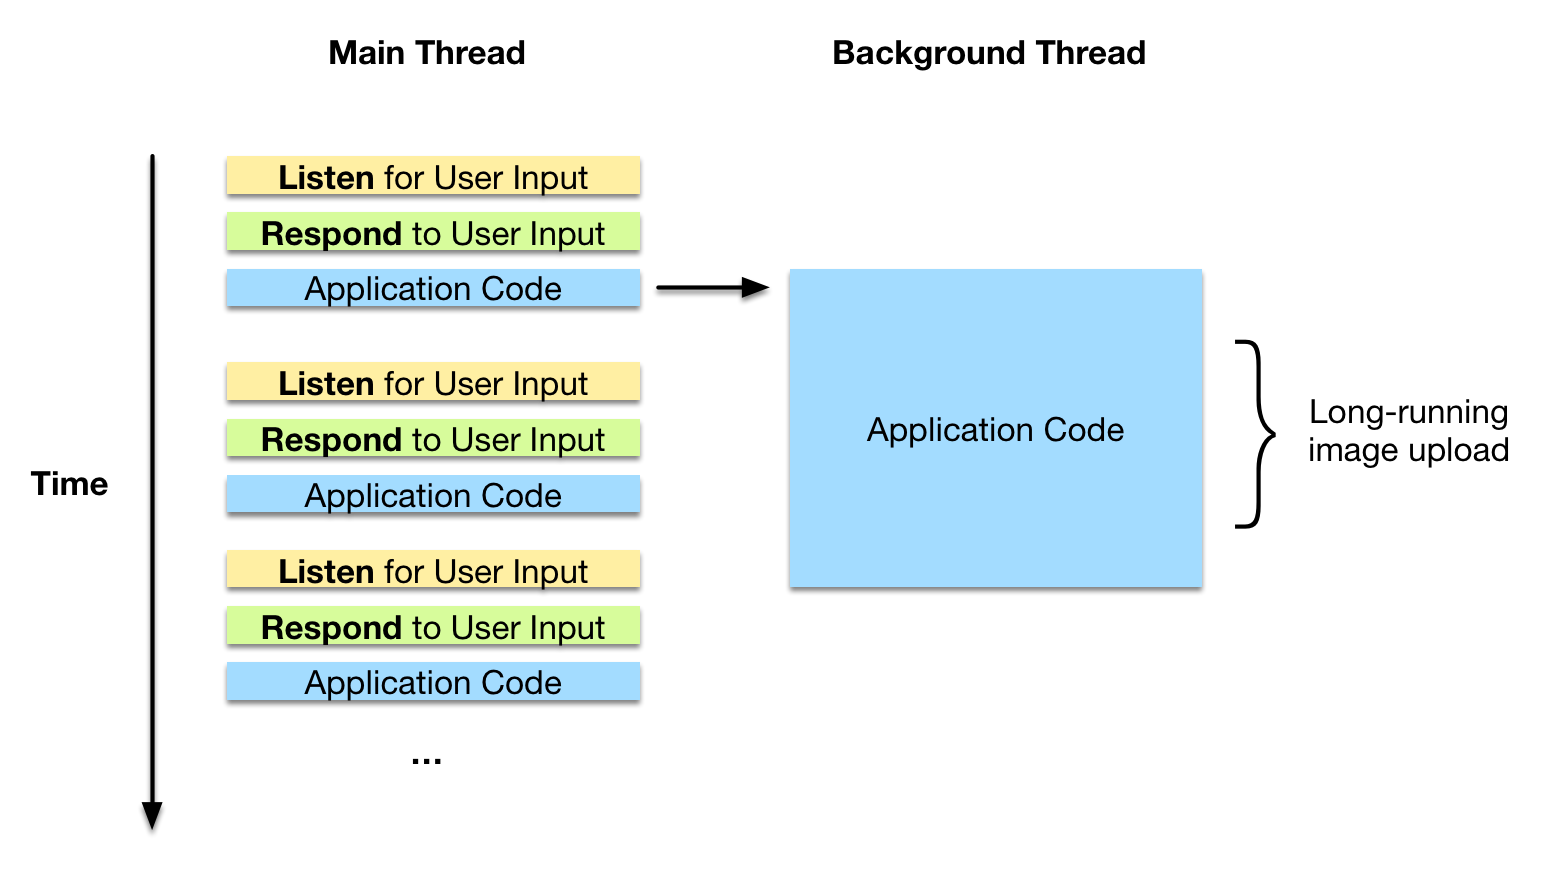 Main Thread
Background Thread
Listen for User Input
Respond to User Input
Application Code
Listen for User Input
Respond to User Input
Application Code
Listen for User Input
Respond to User Input
Application Code
...
Time
Application Code
Long-running
image upload